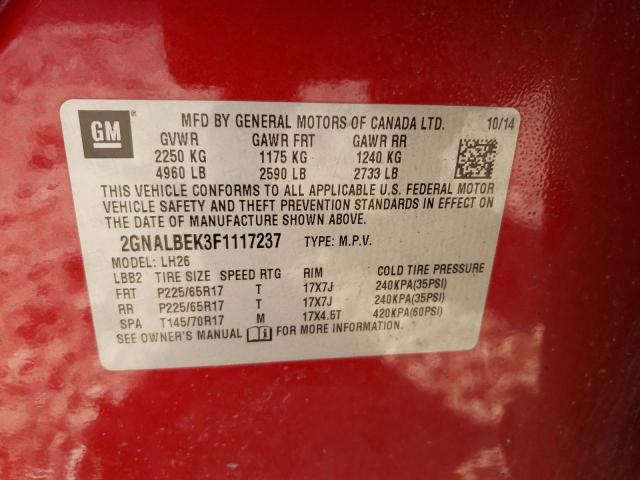 GM ® MFD BY GENERAL MOTORS OF CANADA LTD. 10/14
GVWR GAWR FRT GAWR RR
2250 KG 1175 KG 1240 KG
4960 LB 2590 LB 2733 LB
THIS VEHICLE CONFORMS TO ALL APPLICABLE U.S. FEDERAL MOTOR
VEHICLE SAFETY AND THEFT PREVENTION STANDARDS IN EFFECT ON
THE DATE OF MANUFACTURE SHOWN ABOVE.
2GNALBEK3F1117237 TYPE: M.P.V.
MODEL: LH26
LBB2 TIRE SIZE SPEED RTG RIM COLD TIRE PRESSURE
FRT P225/65R17 T 17X7J 240KPA(35PSI)
RR P225/65R17 T 17X7J 240KPA(35PSI)
SPA T145/70R17 M 17X4.5T 420KPA(60PSI)
SEE OWNER'S MANUAL FOR MORE INFORMATION.